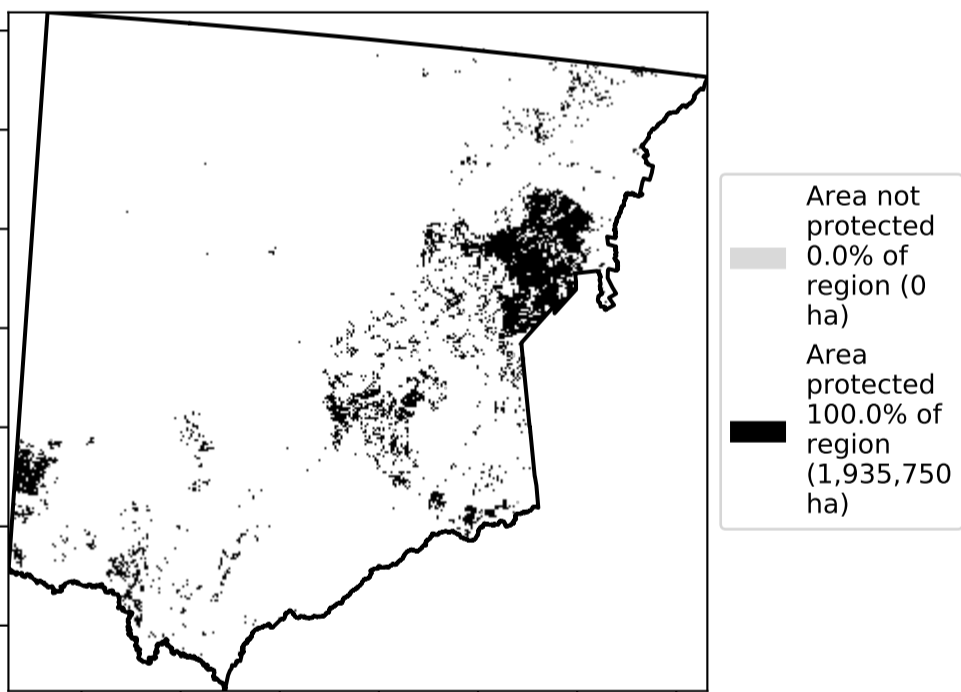 Area not
protected
0.0% of
region (0
ha)
Area
protected
100.0% of
region
(1,935,750
ha)